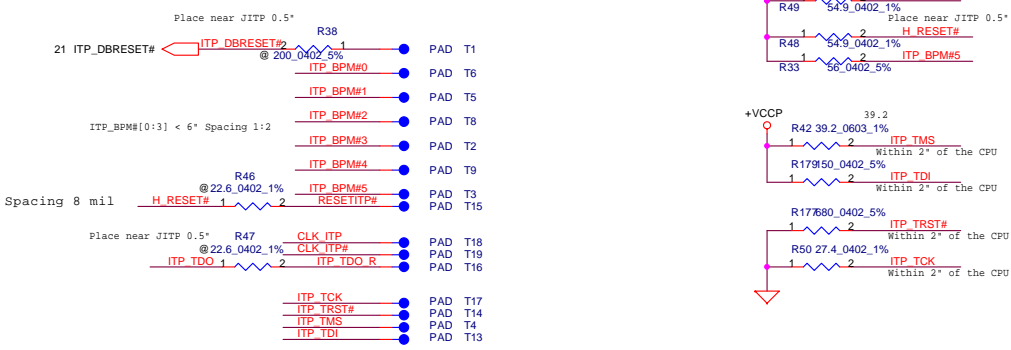 Place near JITP 0.5"
R38
21 ITP_DBRESET# ITP_DBRESET# 2 1 PAD T1
@ 200_0402_5%
ITP_BPM#0 PAD T6
ITP_BPM#1 PAD T5
ITP_BPM#2 PAD T8
ITP_BPM#[0:3] < 6" Spacing 1:2
ITP_BPM#3 PAD T2
ITP_BPM#4 PAD T9
R46
@ 22.6_0402_1% ITP_BPM#5 PAD T3
Spacing 8 mil H_RESET# 1 2 RESETITP# PAD T15
Place near JITP 0.5" R47 CLK_ITP PAD T18
@ 22.6_0402_1% CLK_ITP# PAD T19
ITP_TDO 1 2 ITP_TDO_R PAD T16
ITP_TCK PAD T17
ITP_TRST# PAD T14
ITP_TMS PAD T4
ITP_TDI PAD T13
R49 54.9_0402_1%
Place near JITP 0.5"
1 2 H_RESET#
R48 54.9_0402_1%
1 2 ITP_BPM#5
R33 56_0402_5%
+VCCP 39.2
R42 39.2_0603_1%
1 2 ITP_TMS
Within 2" of the CPU
R179 150_0402_5%
1 2 ITP_TDI
Within 2" of the CPU
R177 680_0402_5%
1 2 ITP_TRST#
Within 2" of the CPU
R50 27.4_0402_1%
1 2 ITP_TCK
Within 2" of the CPU